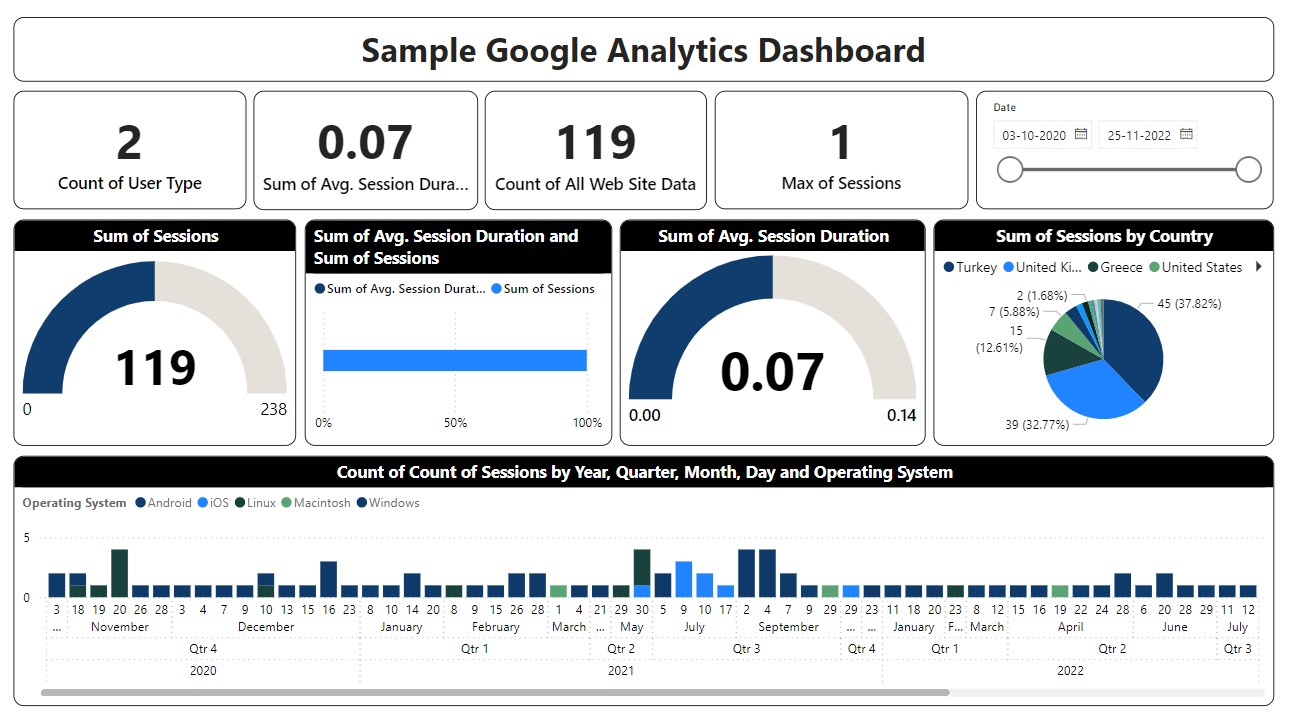 Sample Google Analytics Dashboard
2
Count of User Type
0.07
Sum of Avg. Session Dura...
119
Count of All Web Site Data
1
Max of Sessions
Date
03-10-2020
25-11-2022
Sum of Sessions
119
0
238
Sum of Avg. Session Duration and
Sum of Sessions
Sum of Avg. Session Durat... Sum of Sessions
0% 50% 100%
Sum of Avg. Session Duration
0.07
0.00
0.14
Sum of Sessions by Country
Turkey United Ki... Greece United States
2 (1.68%)
45 (37.82%)
7 (5.88%)
15
(12.61%)
39 (32.77%)
Count of Count of Sessions by Year, Quarter, Month, Day and Operating System
Operating System Android iOS Linux Macintosh Windows
5
0
3 18 19 20 26 28 3 4 7 9 10 13 15 16 23 8 10 14 20 8 9 15 16 26 28 1 4 21 29 30 5 9 10 17 2 4 7 9 29 29 23 11 18 20 23 8 12 15 16 19 22 24 28 6 20 28 29 11 12
... November December January February March ... May July September ... ... January F... March April June July
Qtr 4 Qtr 1 Qtr 2 Qtr 3 Qtr 4 Qtr 1 Qtr 2 Qtr 3
2020 2021 2022